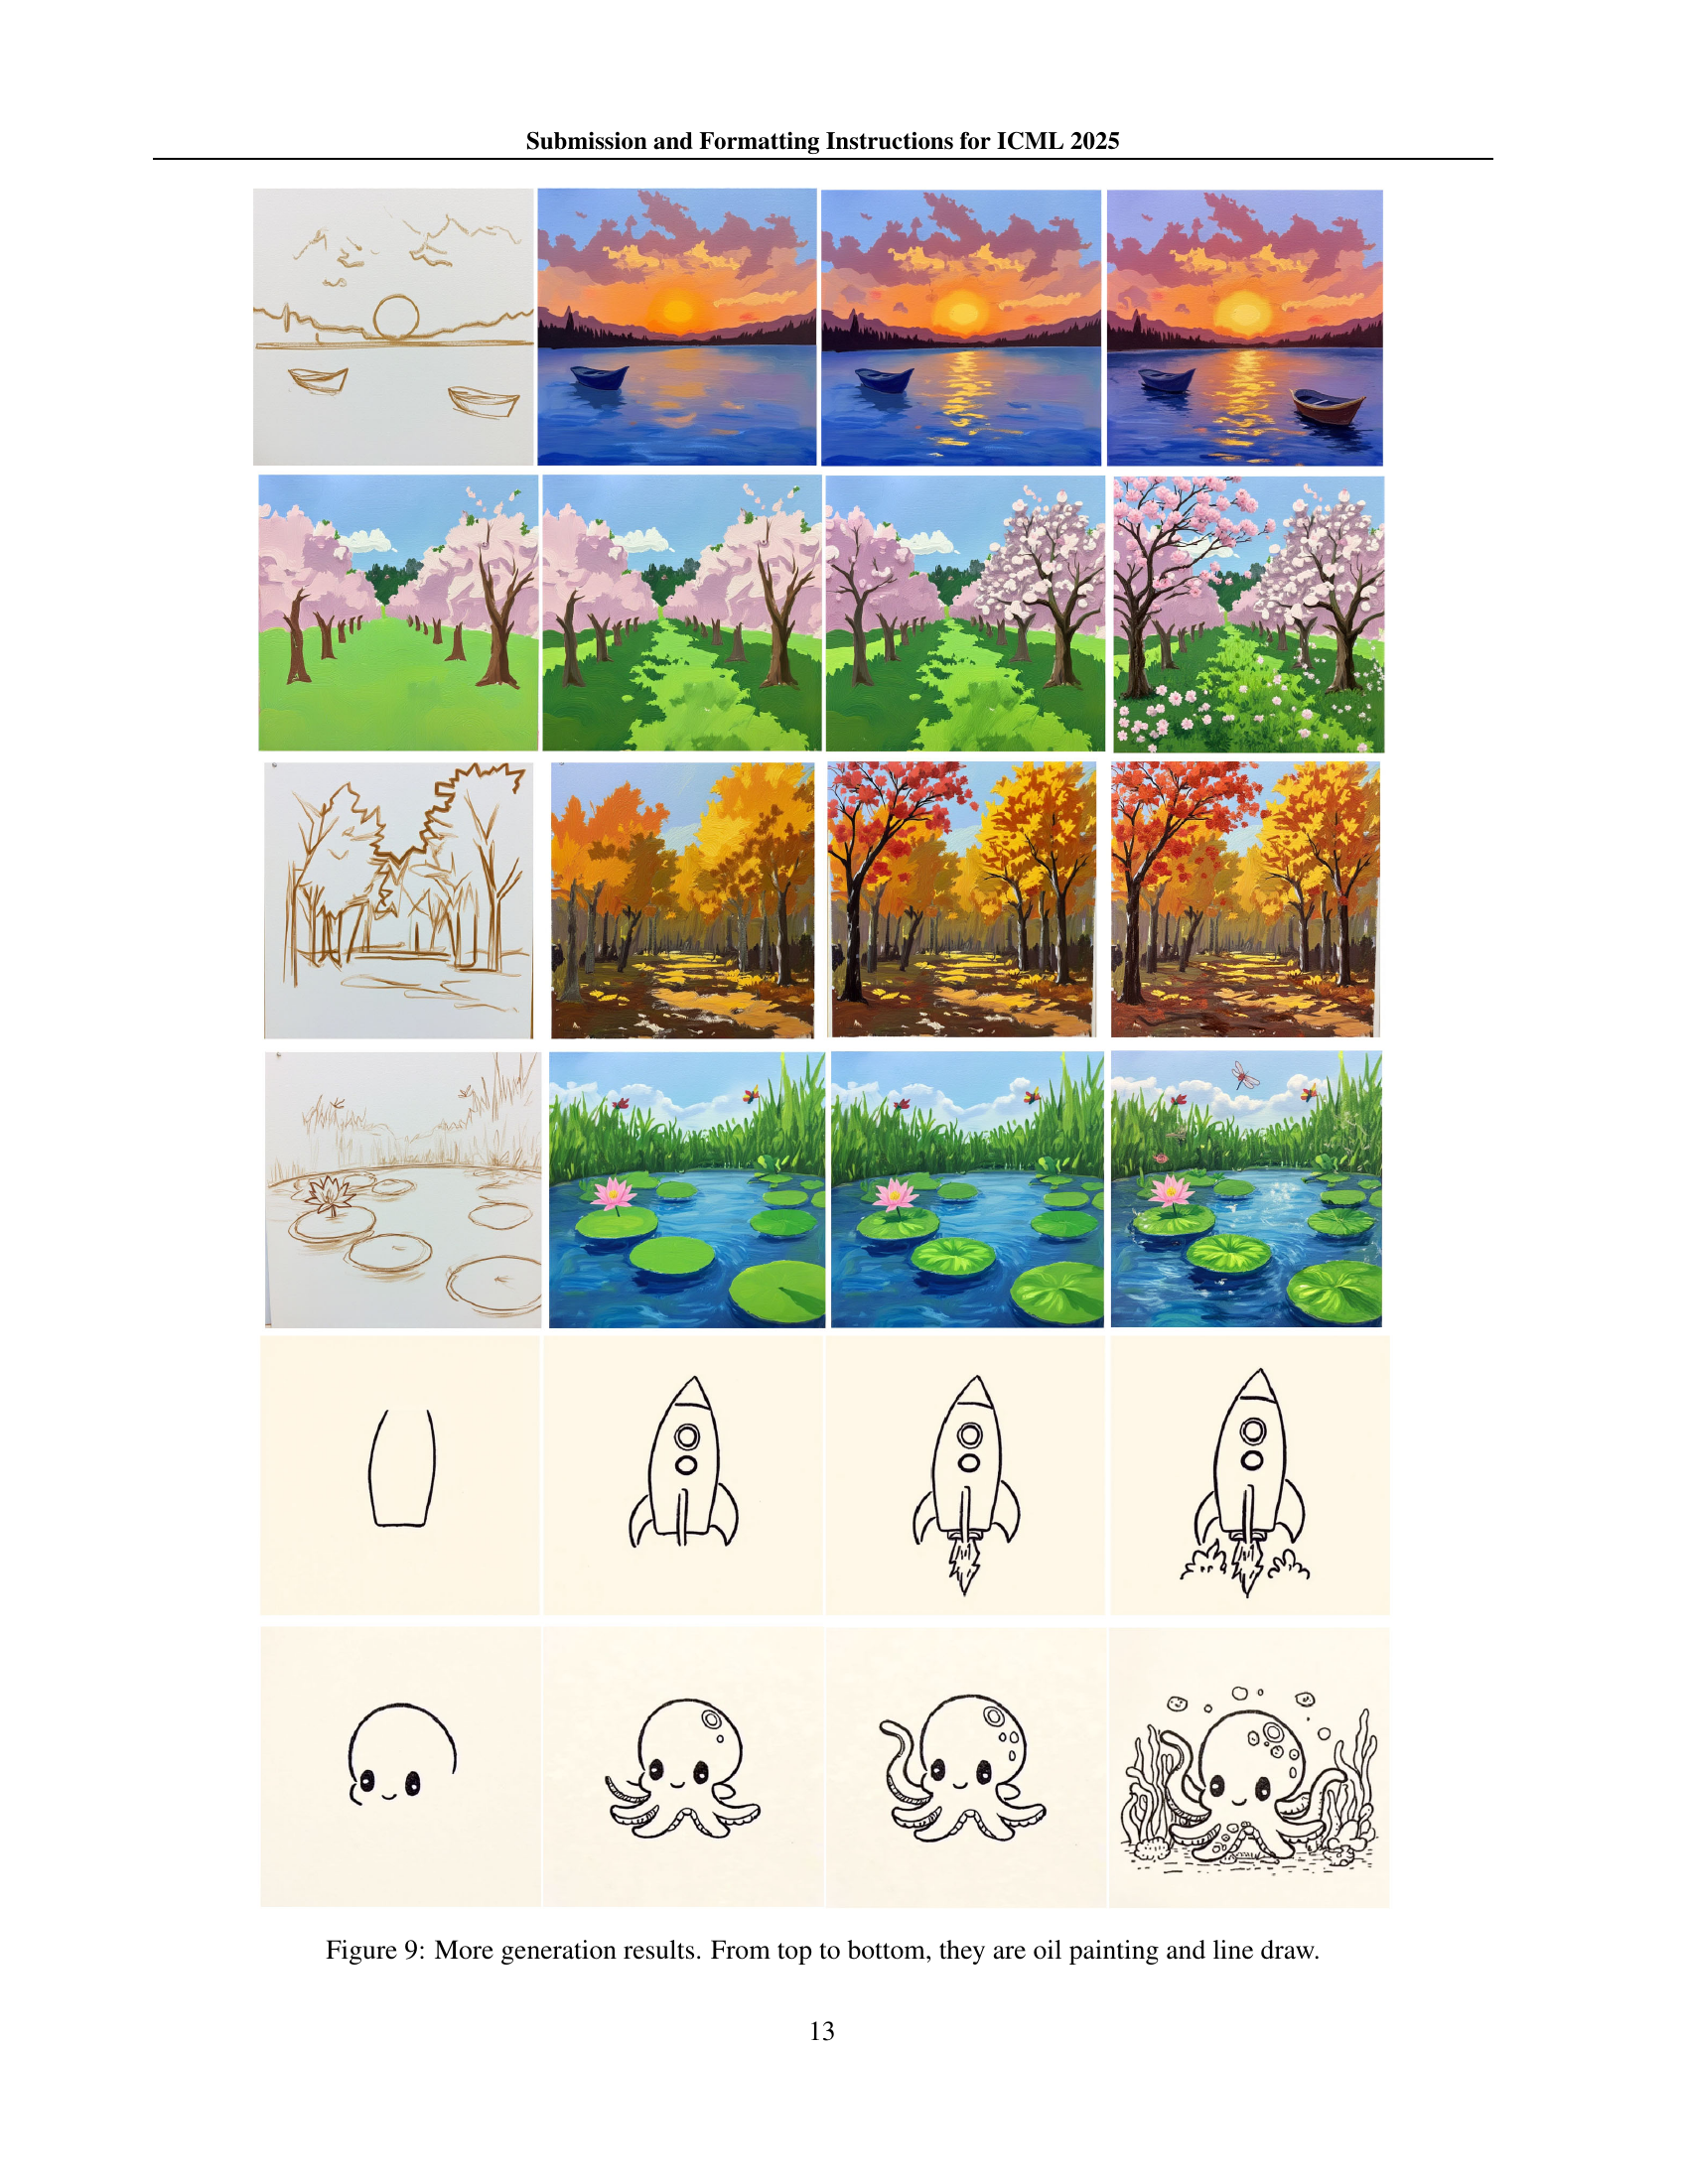 Submission and Formatting Instructions for ICML 2025
Figure 9: More generation results. From top to bottom, they are oil painting and line draw.
13